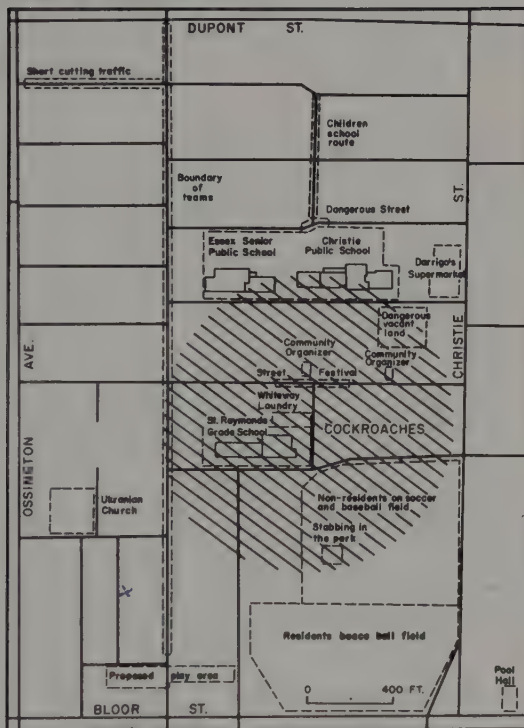 DUPONT ST.
Short cutting traffic
Children
school
route
Boundary
of
teams
Dangerous Street
ST.
Essex Senior
Public School
Christie
Public School
Darrigo's
Supermarket
Dangerous
vacant
land
Community
Organizer
Community
Organizer
CHRISTIE
AVE.
Street Festival
Whiteway
Laundry
St. Raymonds
Grade School
COCKROACHES
OSSINGTON
Ukranian
Church
Non-residents on soccer
and baseball field
Stabbing in
the park
X
Residents beace ball field
Proposed play area
0 400 FT.
Pool
Hall
BLOOR ST.